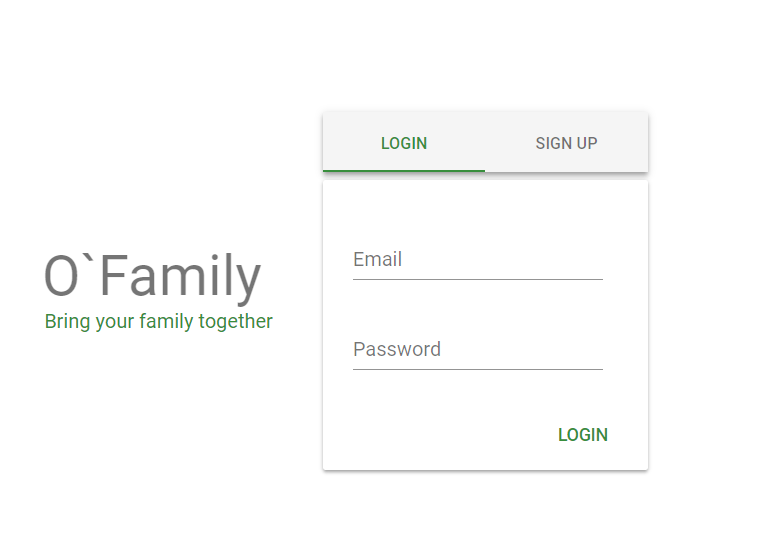 LOGIN SIGN UP
O`Family
Bring your family together
Email
Password
LOGIN